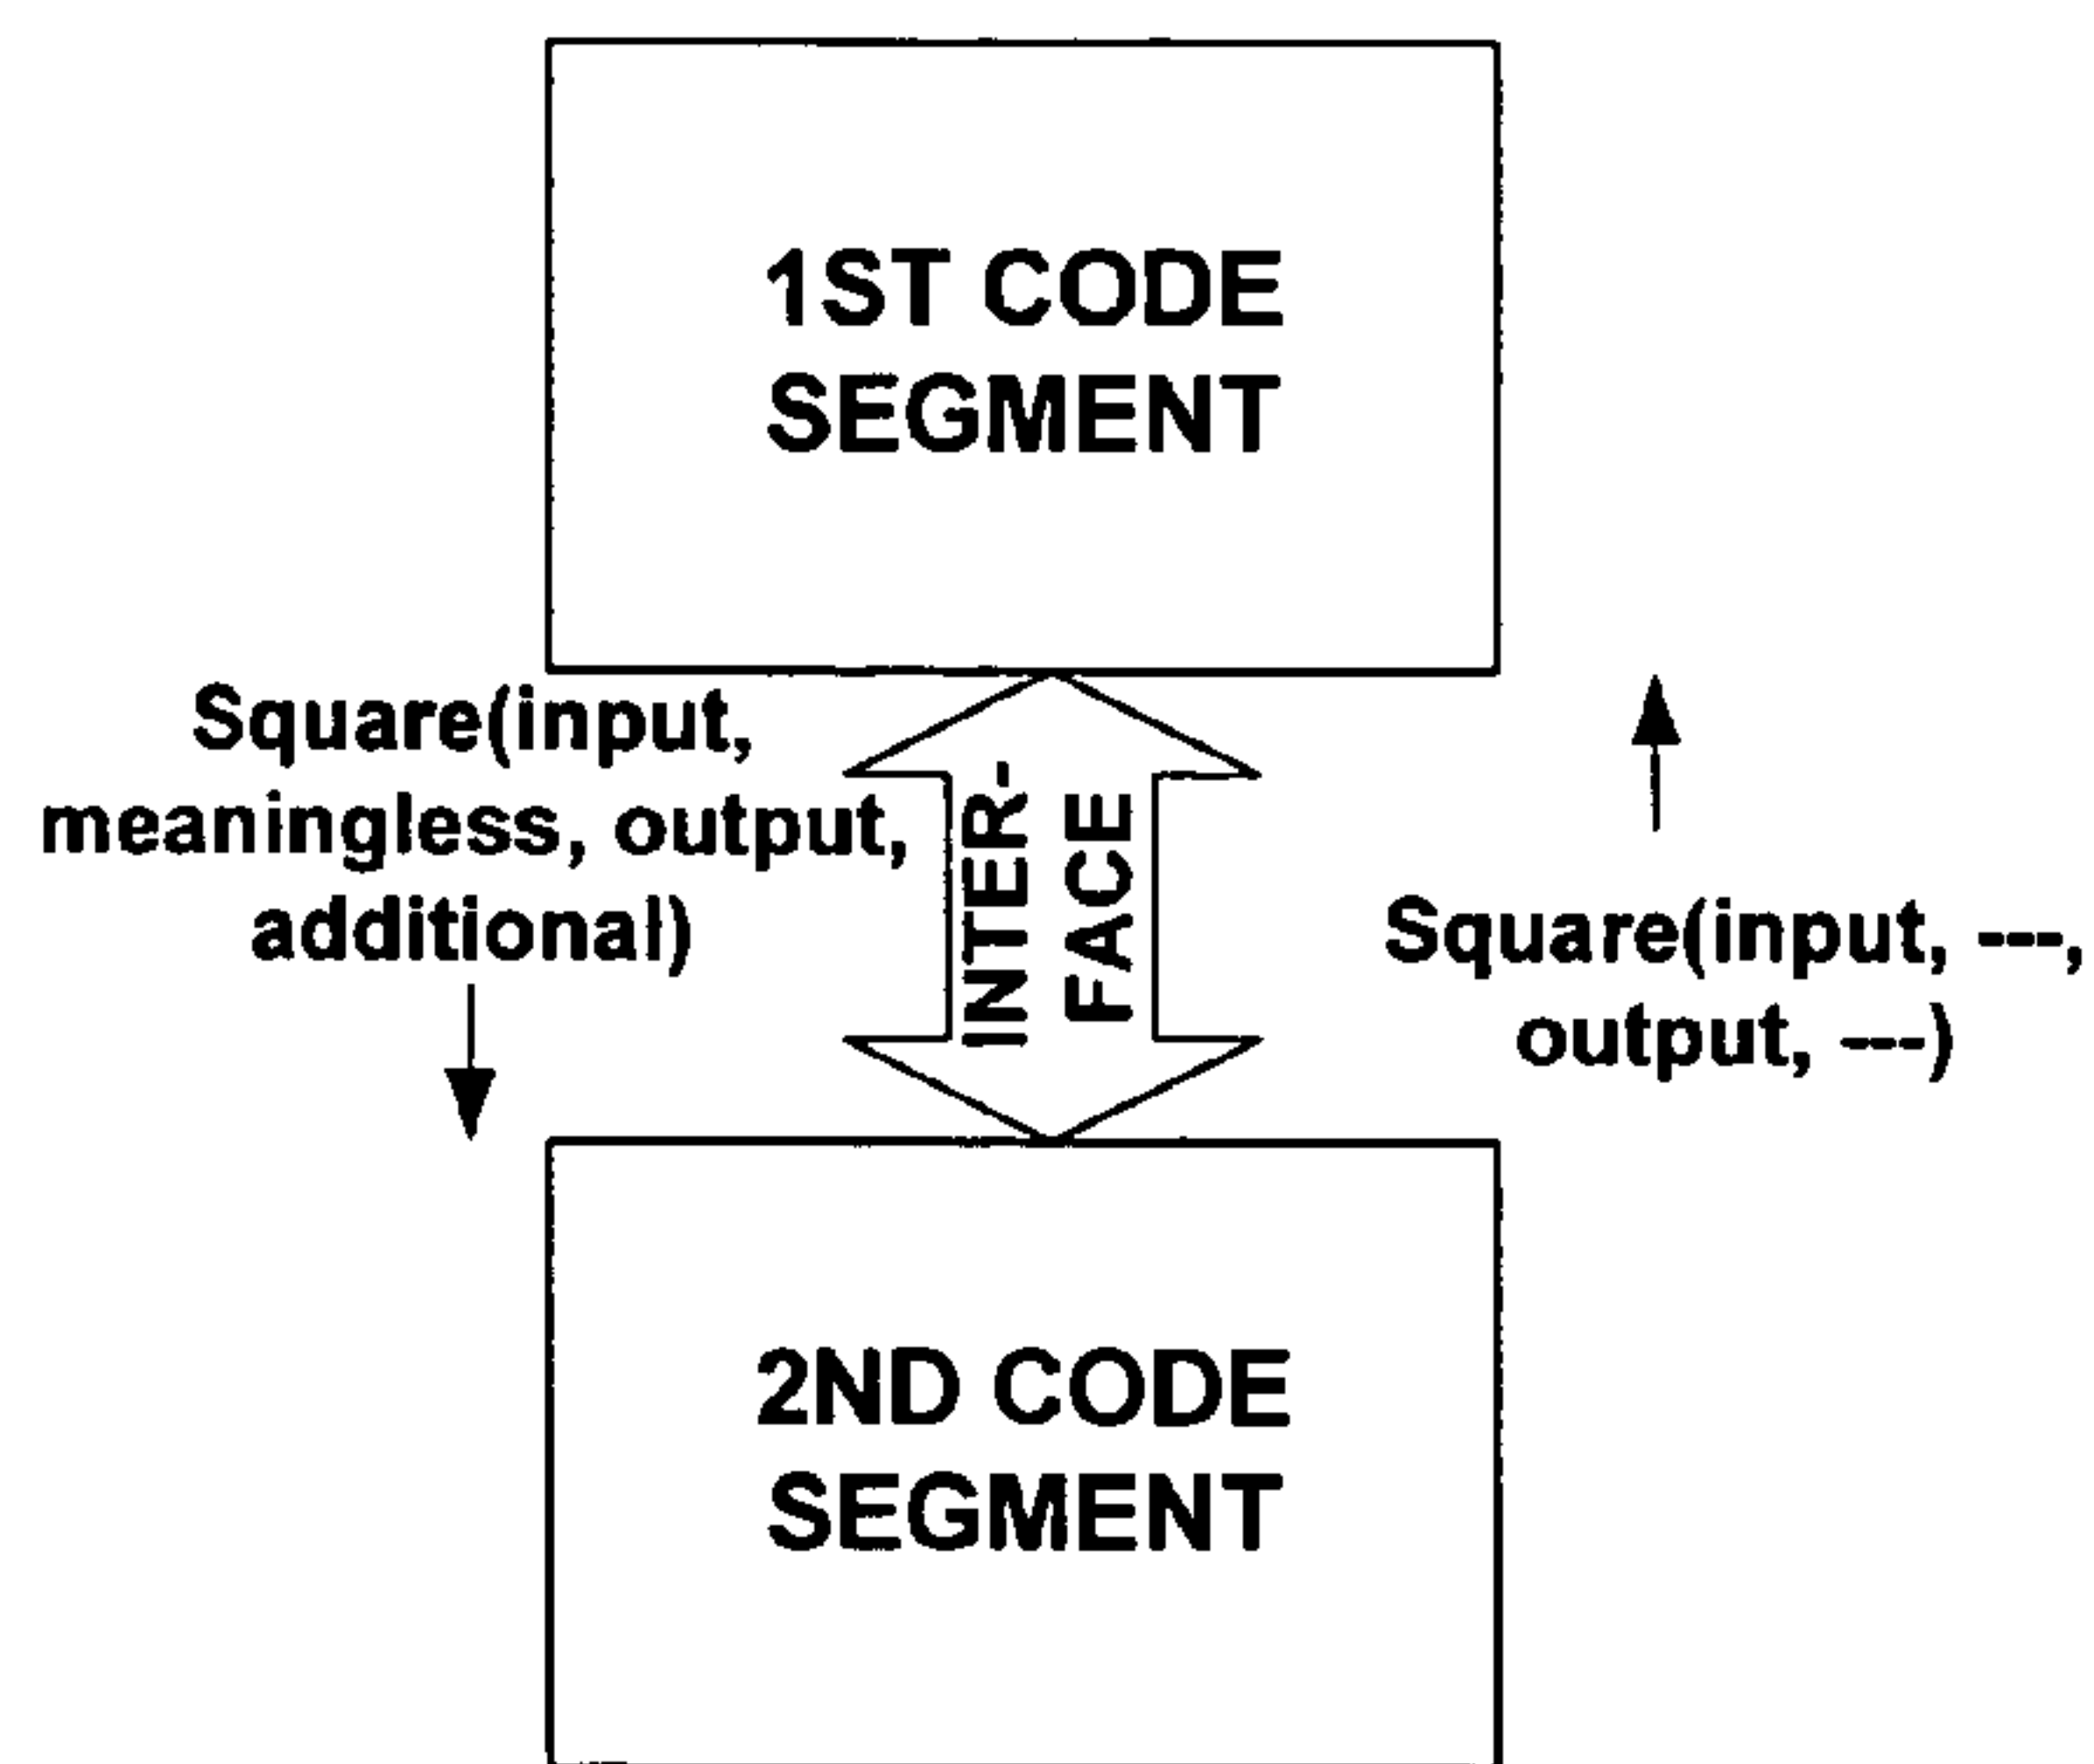 1ST CODE
SEGMENT
Square(input,
meaningless, output,
additional)
INTER-
FACE
Square(input, ---,
output, ---)
2ND CODE
SEGMENT